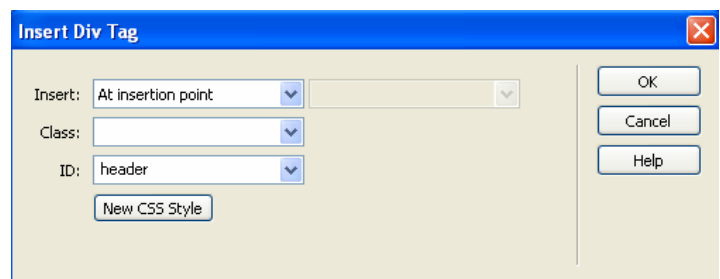 Insert Div Tag
Insert: At insertion point
Class:
ID: header
New CSS Style
OK
Cancel
Help